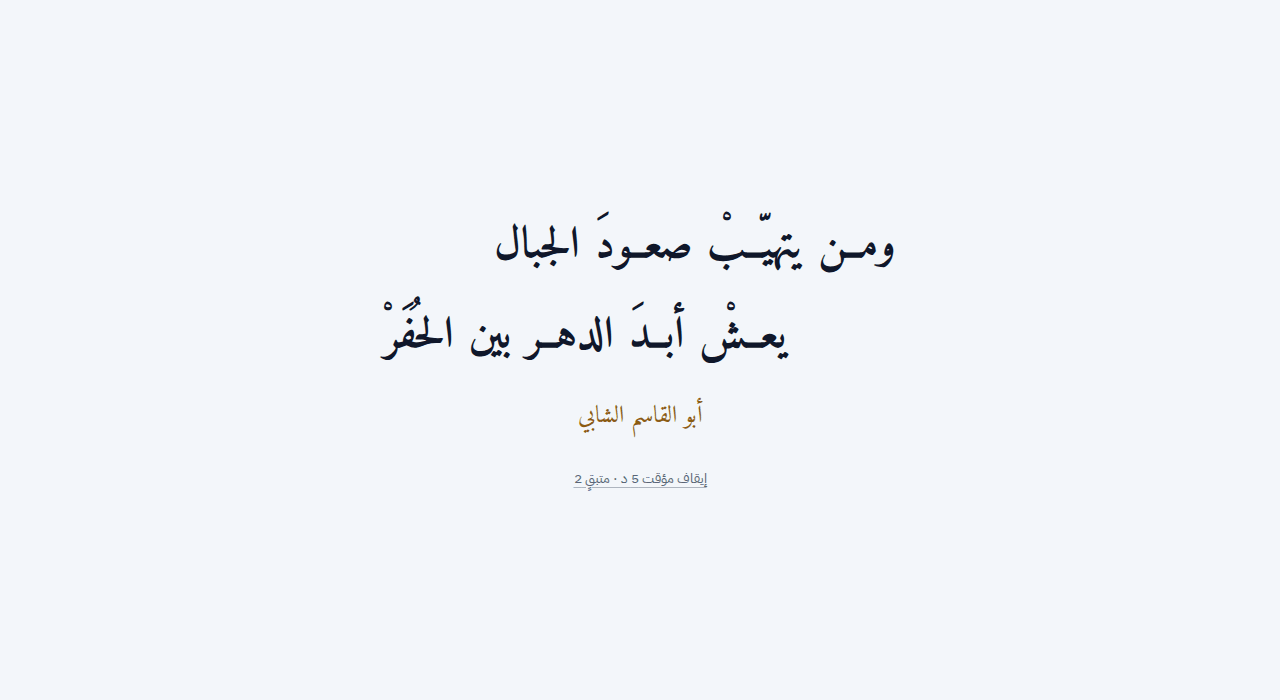 ومـن يتهيّـبْ صعـودَ الجبال
يعـشْ أبـدَ الدهـر بين الحُفَرْ
أبو القاسم الشابي
إيقاف مؤقت 5 د · متبقٍ 2